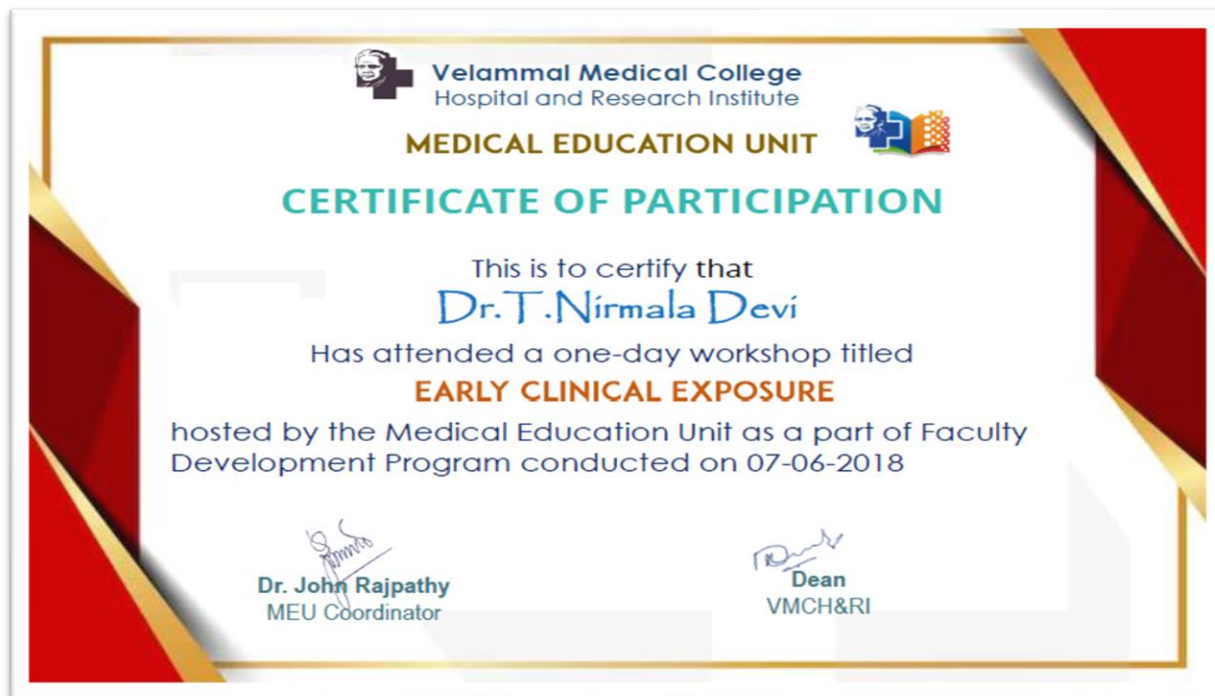 Velammal Medical College
Hospital and Research Institute
MEDICAL EDUCATION UNIT
CERTIFICATE OF PARTICIPATION
This is to certify that
Dr.T.Nirmala Devi
Has attended a one-day workshop titled
EARLY CLINICAL EXPOSURE
hosted by the Medical Education Unit as a part of Faculty
Development Program conducted on 07-06-2018
Dr. John Rajpathy
MEU Coordinator
Dean
VMCH&RI